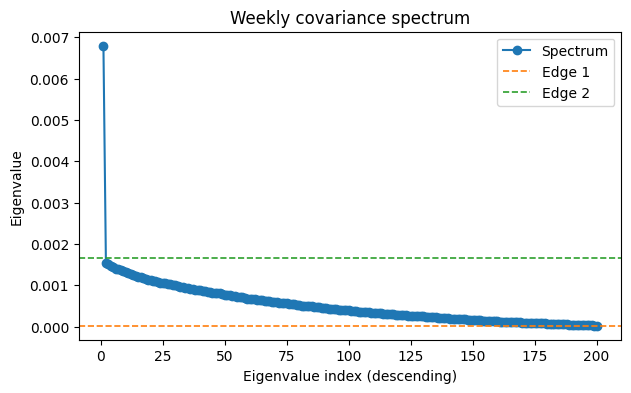 Weekly covariance spectrum
Spectrum
Edge 1
Edge 2
Eigenvalue
0.007
0.006
0.005
0.004
0.003
0.002
0.001
0.000
0 25 50 75 100 125 150 175 200
Eigenvalue index (descending)